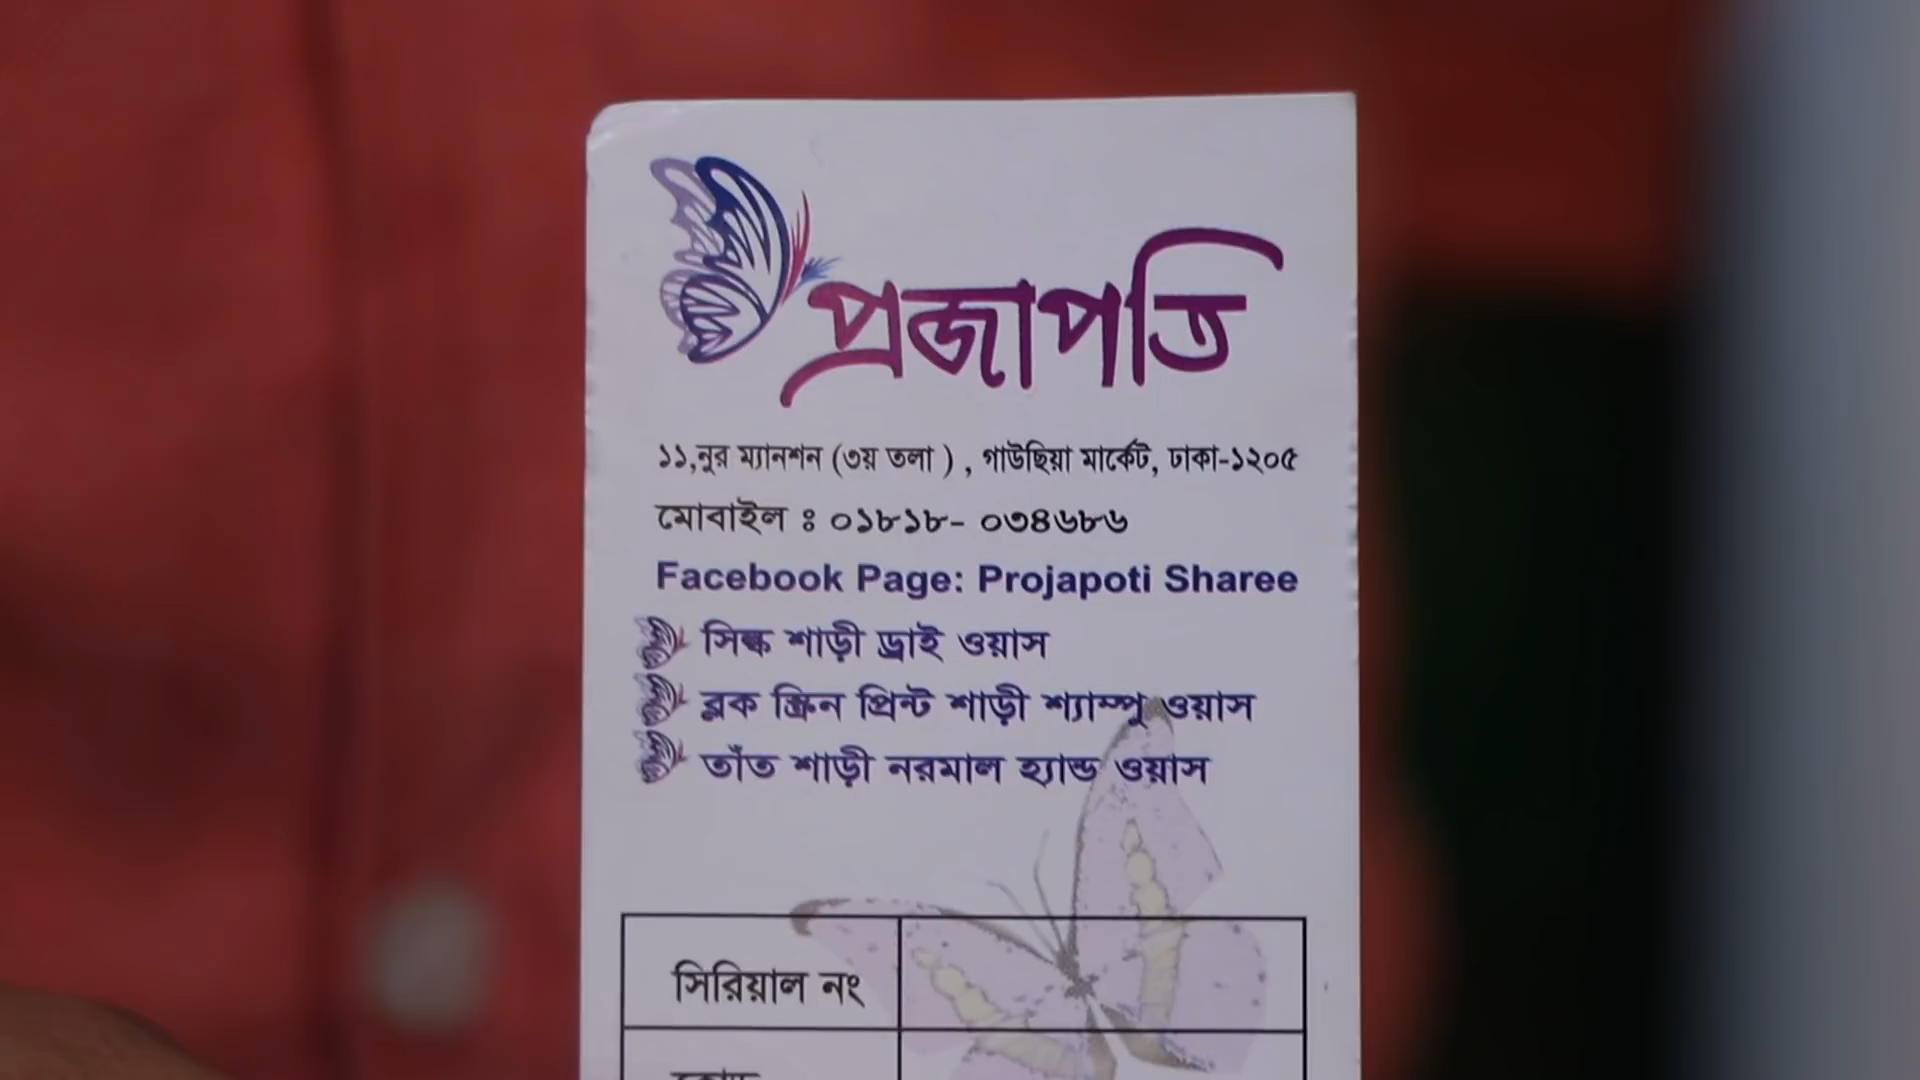 প্রজাপতি
১১,নুর ম্যানশন (৩য় তলা ) , গাউছিয়া মার্কেট, ঢাকা-১২০৫
মোবাইল ঃ ০১৮১৮- ০৩৪৬৮৬
Facebook Page: Projapoti Sharee
সিল্ক শাড়ী ড্রাই ওয়াস
ব্লক স্ক্রিন প্রিন্ট শাড়ী শ্যাম্পু ওয়াস
তাঁত শাড়ী নরমাল হ্যান্ড ওয়াস
সিরিয়াল নং